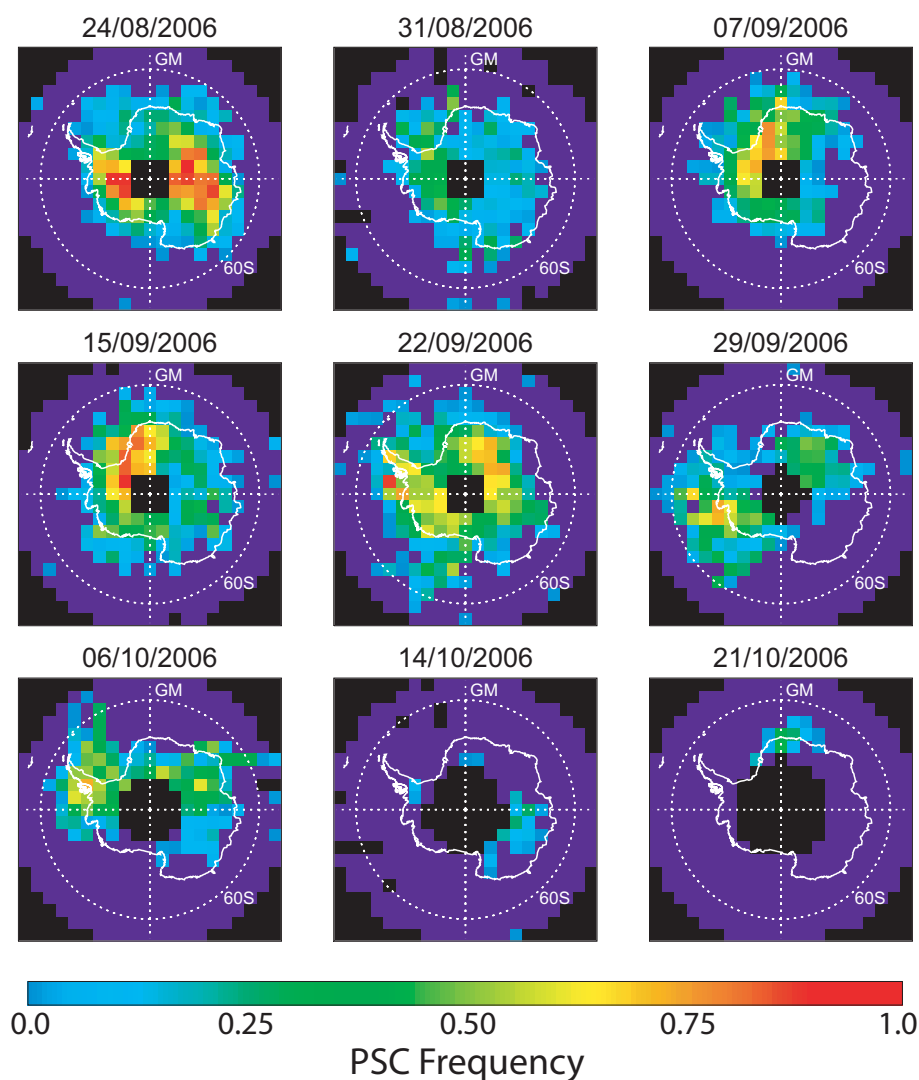 24/08/2006 31/08/2006 07/09/2006
GM GM GM
60S 60S 60S
15/09/2006 22/09/2006 29/09/2006
GM GM GM
60S 60S 60S
06/10/2006 14/10/2006 21/10/2006
GM GM GM
60S 60S 60S
0.0 0.25 0.50 0.75 1.0
PSC Frequency